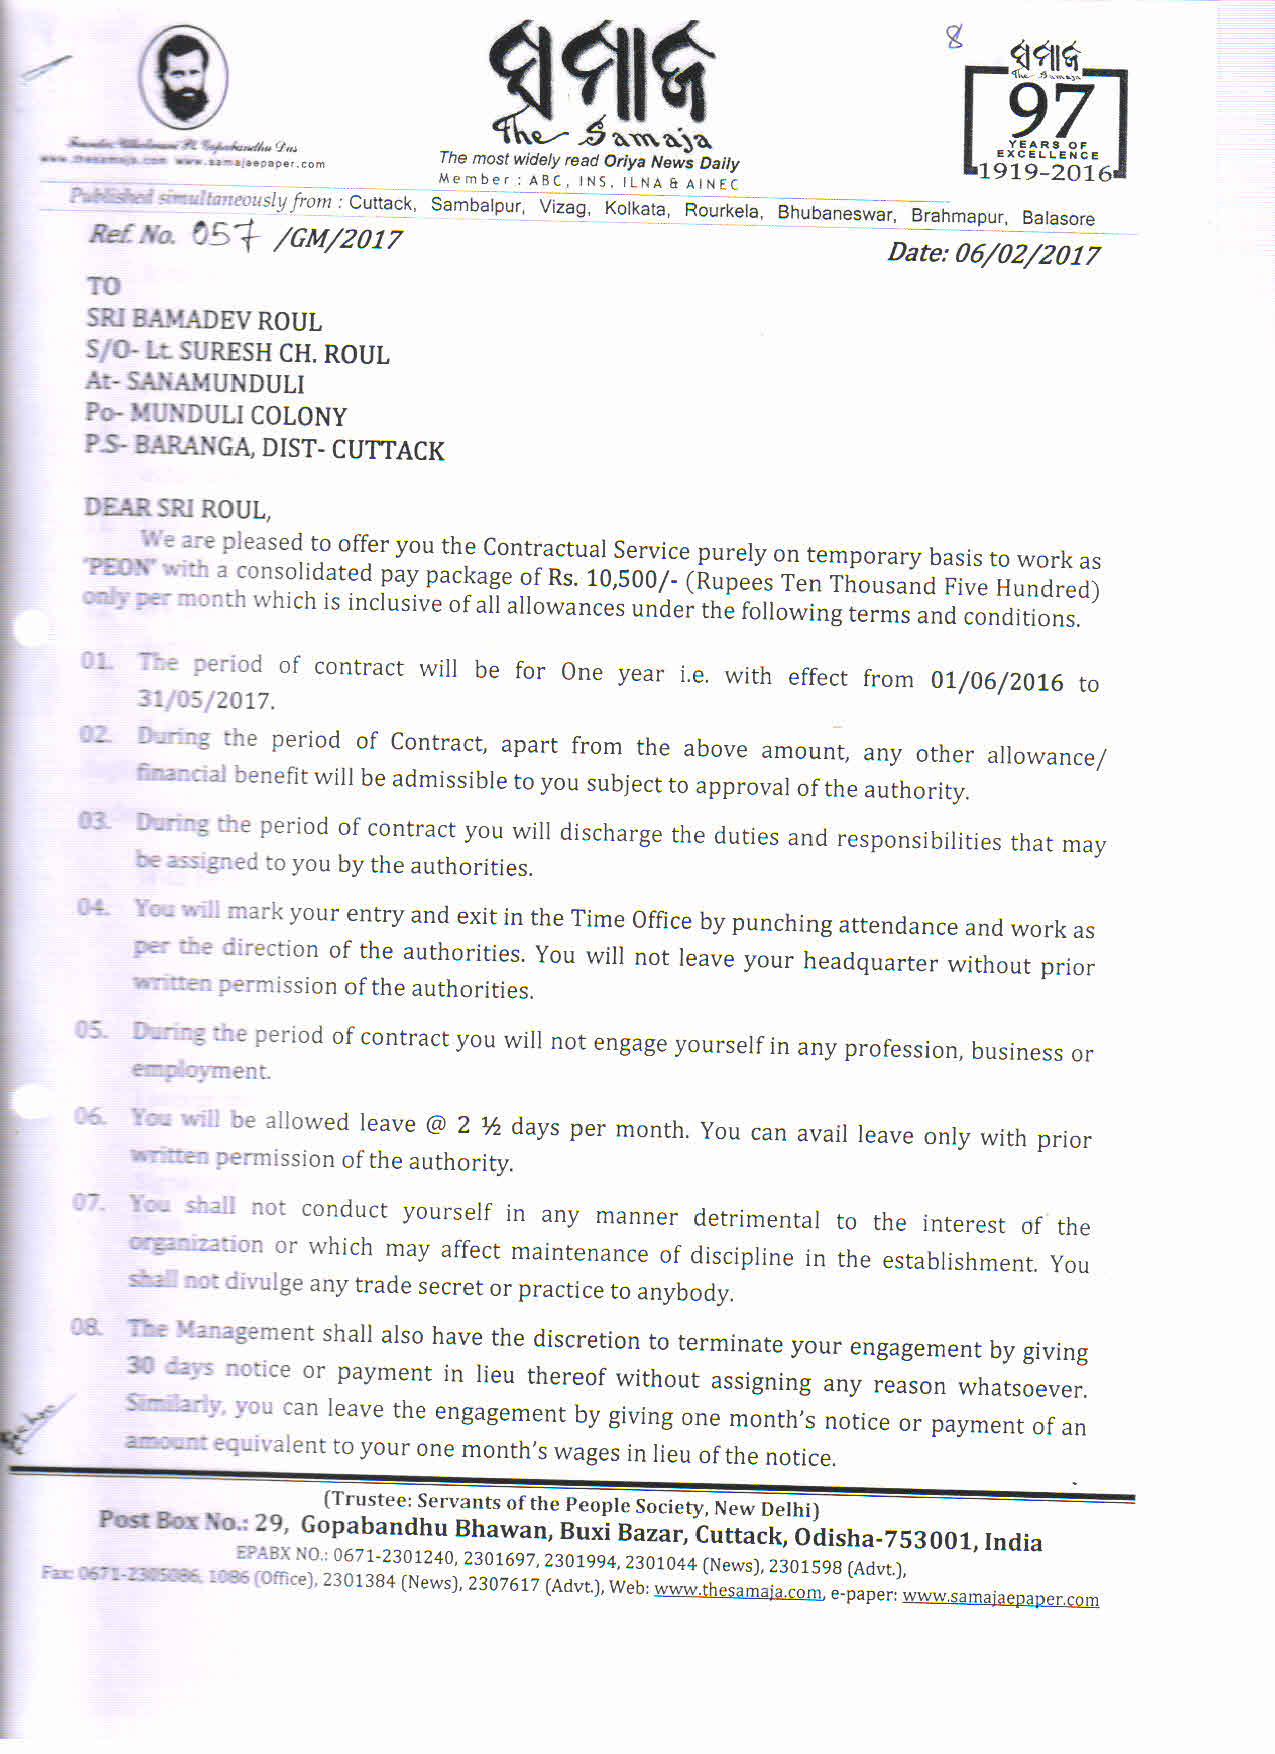 8
ସମାଜ
The Samaja
The most widely read Oriya News Daily
Member : ABC, INS, ILNA & AINEC
ସମାଜ
The Samaja
97
YEARS OF
EXCELLENCE
1919-2016
Pt. Gopabandhu Das
www.thesamaja.com www.samajaepaper.com
Published simultaneously from : Cuttack, Sambalpur, Vizag, Kolkata, Rourkela, Bhubaneswar, Brahmapur, Balasore
Ref. No. 057 /GM/2017
Date: 06/02/2017
TO
SRI BAMADEV ROUL
S/O- Lt. SURESH CH. ROUL
At- SANAMUNDULI
Po- MUNDULI COLONY
P.S- BARANGA, DIST- CUTTACK
DEAR SRI ROUL,
We are pleased to offer you the Contractual Service purely on temporary basis to work as
'PEON' with a consolidated pay package of Rs. 10,500/- (Rupees Ten Thousand Five Hundred)
only per month which is inclusive of all allowances under the following terms and conditions.
01. The period of contract will be for One year i.e. with effect from 01/06/2016 to
31/05/2017.
02. During the period of Contract, apart from the above amount, any other allowance/
financial benefit will be admissible to you subject to approval of the authority.
03. During the period of contract you will discharge the duties and responsibilities that may
be assigned to you by the authorities.
04. You will mark your entry and exit in the Time Office by punching attendance and work as
per the direction of the authorities. You will not leave your headquarter without prior
written permission of the authorities.
05. During the period of contract you will not engage yourself in any profession, business or
employment.
06. You will be allowed leave @ 2 ½ days per month. You can avail leave only with prior
written permission of the authority.
07. You shall not conduct yourself in any manner detrimental to the interest of the
organization or which may affect maintenance of discipline in the establishment. You
shall not divulge any trade secret or practice to anybody.
08. The Management shall also have the discretion to terminate your engagement by giving
30 days notice or payment in lieu thereof without assigning any reason whatsoever.
Similarly, you can leave the engagement by giving one month's notice or payment of an
amount equivalent to your one month's wages in lieu of the notice.
(Trustee: Servants of the People Society, New Delhi)
Post Box No.: 29, Gopabandhu Bhawan, Buxi Bazar, Cuttack, Odisha-753001, India
EPABX NO.: 0671-2301240, 2301697, 2301994, 2301044 (News), 2301598 (Advt.),
Fax: 0671-2305086, 1086 (Office), 2301384 (News), 2307617 (Advt.), Web: www.thesamaja.com, e-paper: www.samajaepaper.com